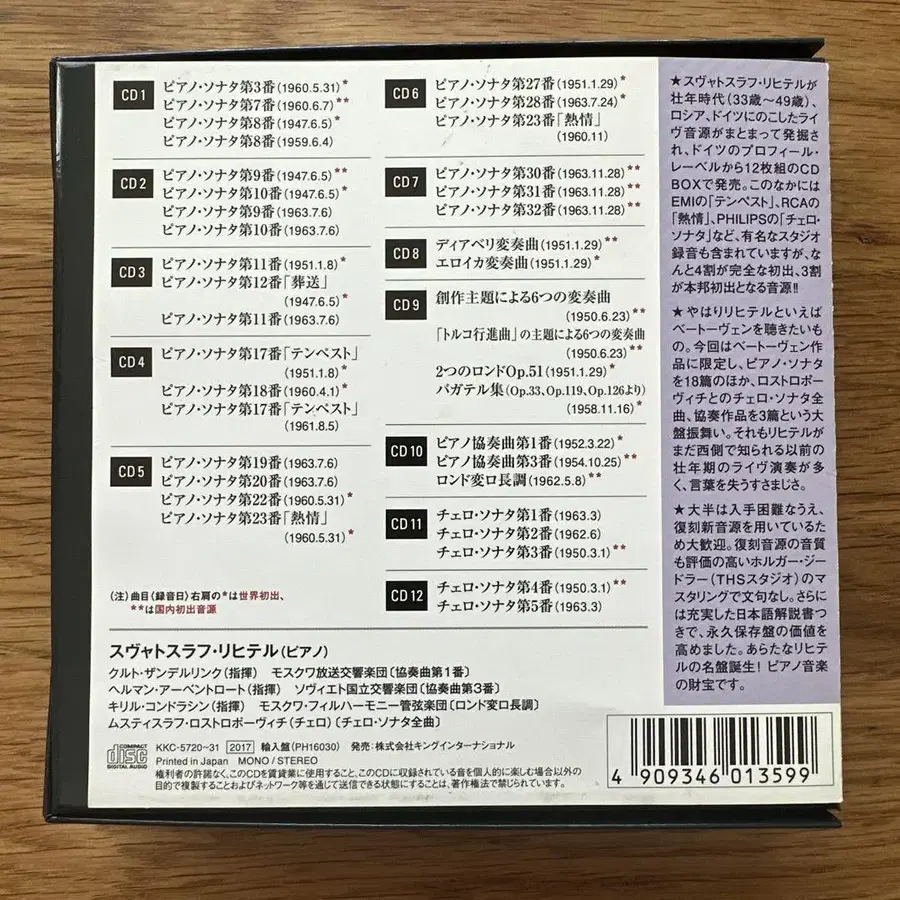 CD1
ピアノ・ソナタ第3番(1960.5.31)*
ピアノ・ソナタ第7番(1960.6.7)**
ピアノ・ソナタ第8番(1947.6.5)*
ピアノ・ソナタ第8番(1959.6.4)
CD2
ピアノ・ソナタ第9番(1947.6.5)**
ピアノ・ソナタ第10番(1947.6.5)*
ピアノ・ソナタ第9番(1963.7.6)
ピアノ・ソナタ第10番(1963.7.6)
CD3
ピアノ・ソナタ第11番(1951.1.8)*
ピアノ・ソナタ第12番「葬送」
(1947.6.5)*
ピアノ・ソナタ第11番(1963.7.6)
CD4
ピアノ・ソナタ第17番「テンペスト」
(1951.1.8)*
ピアノ・ソナタ第18番(1960.4.1)*
ピアノ・ソナタ第17番「テンペスト」
(1961.8.5)
CD5
ピアノ・ソナタ第19番(1963.7.6)
ピアノ・ソナタ第20番(1963.7.6)
ピアノ・ソナタ第22番(1960.5.31)*
ピアノ・ソナタ第23番「熱情」
(1960.5.31)*
(注)曲目(録音日)右肩の*は世界初出、
**は国内初出音源
CD6
ピアノ・ソナタ第27番(1951.1.29)*
ピアノ・ソナタ第28番(1963.7.24)*
ピアノ・ソナタ第23番「熱情」
(1960.11)
CD7
ピアノ・ソナタ第30番(1963.11.28)**
ピアノ・ソナタ第31番(1963.11.28)**
ピアノ・ソナタ第32番(1963.11.28)**
CD8
ディアベリ変奏曲(1951.1.29)**
エロイカ変奏曲(1951.1.29)*
CD9
創作主題による6つの変奏曲
(1950.6.23)**
「トルコ行進曲」の主題による6つの変奏曲
(1950.6.23)**
2つのロンドOp.51(1951.1.29)*
バガテル集(Op.33、Op.119、Op.126より)
(1958.11.16)*
CD10
ピアノ協奏曲第1番(1952.3.22)*
ピアノ協奏曲第3番(1954.10.25)**
ロンド変ロ長調(1962.5.8)**
CD11
チェロ・ソナタ第1番(1963.3)
チェロ・ソナタ第2番(1962.6)
チェロ・ソナタ第3番(1950.3.1)**
CD12
チェロ・ソナタ第4番(1950.3.1)**
チェロ・ソナタ第5番(1963.3)
スヴャトスラフ・リヒテル(ピアノ)
クルト・ザンデルリンク(指揮) モスクワ放送交響楽団〔協奏曲第1番〕
ヘルマン・アーベントロート(指揮) ソヴィエト国立交響楽団〔協奏曲第3番〕
キリル・コンドラシン(指揮) モスクワ・フィルハーモニー管弦楽団〔ロンド変ロ長調〕
ムスティスラフ・ロストロポーヴィチ(チェロ)〔チェロ・ソナタ全曲〕
COMPACT
disc
DIGITAL AUDIO
KKC-5720~31 2017 輸入盤(PH16030) 発売:株式会社キングインターナショナル
Printed in Japan MONO/STEREO
権利者の許諾なく、このCDを賃貸業に使用すること、このCDに収録されている音を個人的に楽しむ場合以外の
目的で複製することおよびネットワーク等を通じて送信できる状態にすることは、著作権法で禁じられています。
★スヴャトスラフ・リヒテルが
壮年時代(33歳~49歳)、
ロシア、ドイツにのこしたライ
ヴ音源がまとまって発掘さ
れ、ドイツのプロフィール・
レーベルから12枚組のCD
BOXで発売。このなかには
EMIの「テンペスト」、RCAの
「熱情」、PHILIPSの「チェロ・
ソナタ」など、有名なスタジオ
録音も含まれていますが、な
んと4割が完全な初出、3割
が本邦初出となる音源!!
★やはりリヒテルといえば
ベートーヴェンを聴きたいも
の。今回はベートーヴェン作
品に限定し、ピアノ・ソナタ
を18篇のほか、ロストロポー
ヴィチとのチェロ・ソナタ全
曲、協奏作品を3篇という大
盤振舞い。それもリヒテルが
まだ西側で知られる以前の
壮年期のライヴ演奏が多
く、言葉を失うすさまじさ。
★大半は入手困難なうえ、
復刻新音源を用いているた
め大歓迎。復刻音源の音質
も評価の高いホルガー・ジ
ードラー(THSスタジオ)のマ
スタリングで文句なし。さらに
は充実した日本語解説書つ
きで、永久保存盤の価値を
高めました。あらたなリヒテル
の名盤誕生!ピアノ音楽
の財宝です。
4 909346 013599